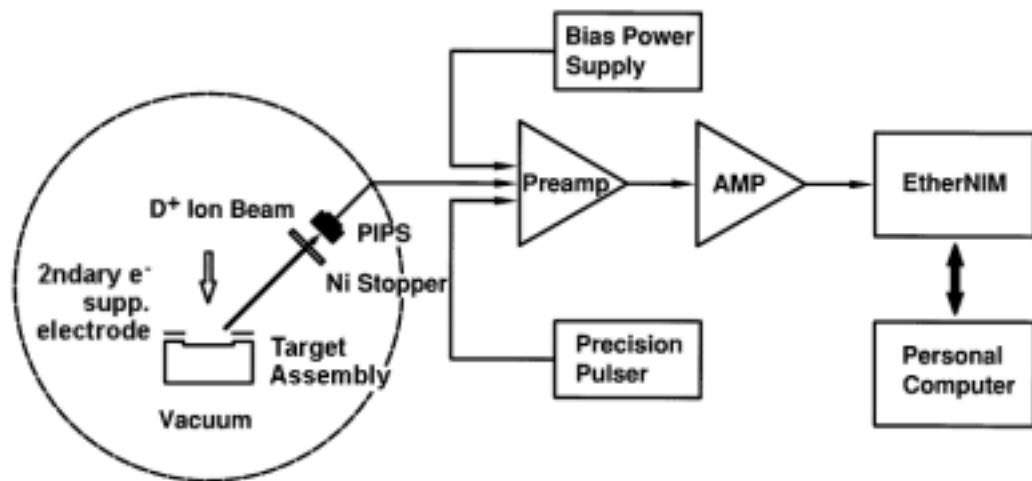 Bias Power
Supply
Preamp
AMP
EtherNIM
D+ Ion Beam
PIPS
Ni Stopper
2ndary e-
supp.
electrode
Target
Assembly
Vacuum
Precision
Pulser
Personal
Computer